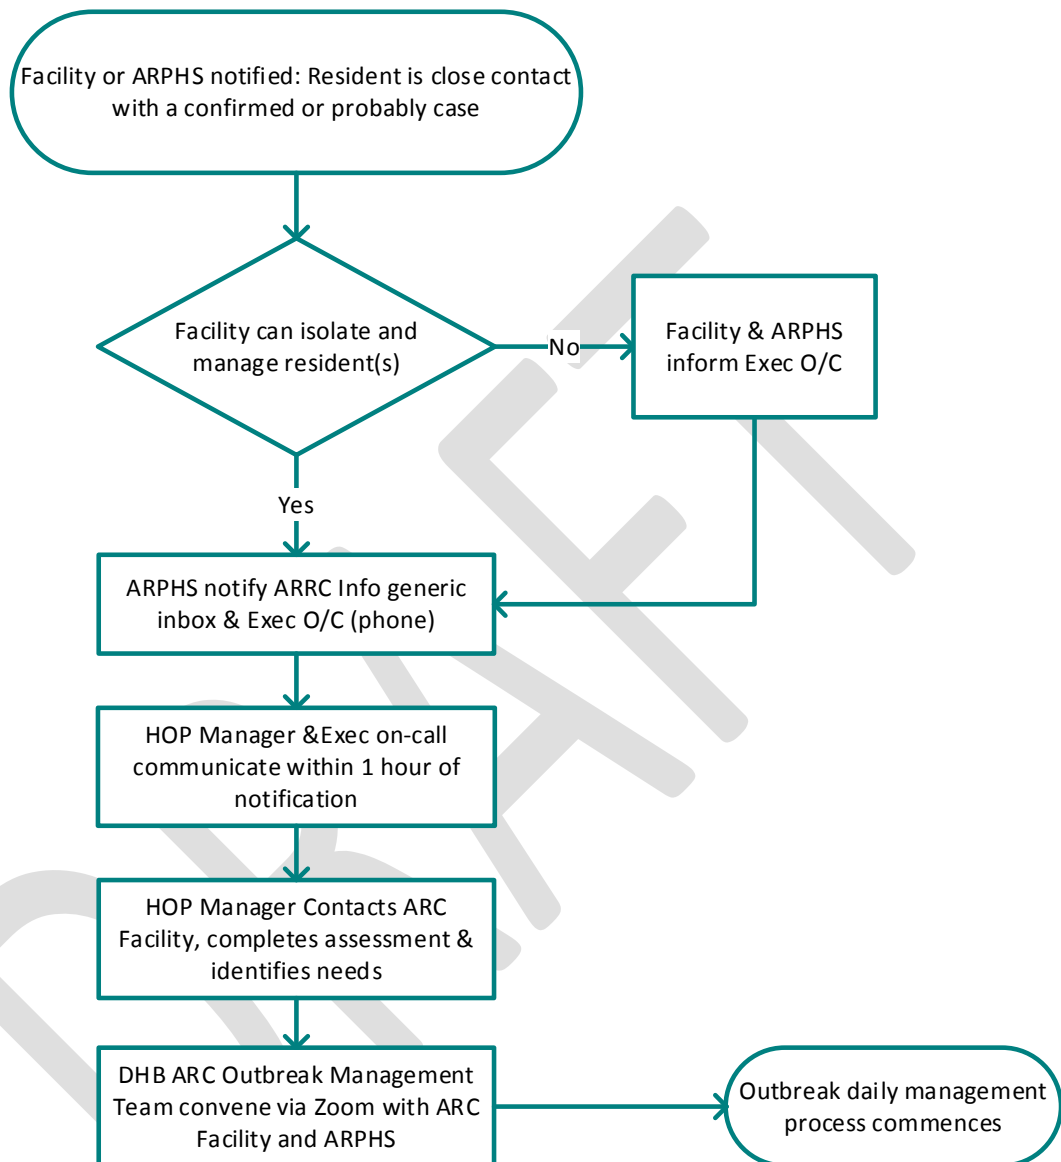 Facility or ARPHS notified: Resident is close contact
with a confirmed or probably case
Facility can isolate and
manage resident(s)
No
Facility & ARPHS
inform Exec O/C
Yes
ARPHS notify ARRC Info generic
inbox & Exec O/C (phone)
HOP Manager &Exec on-call
communicate within 1 hour of
notification
HOP Manager Contacts ARC
Facility, completes assessment &
identifies needs
DHB ARC Outbreak Management
Team convene via Zoom with ARC
Facility and ARPHS
Outbreak daily management
process commences
DRAFT